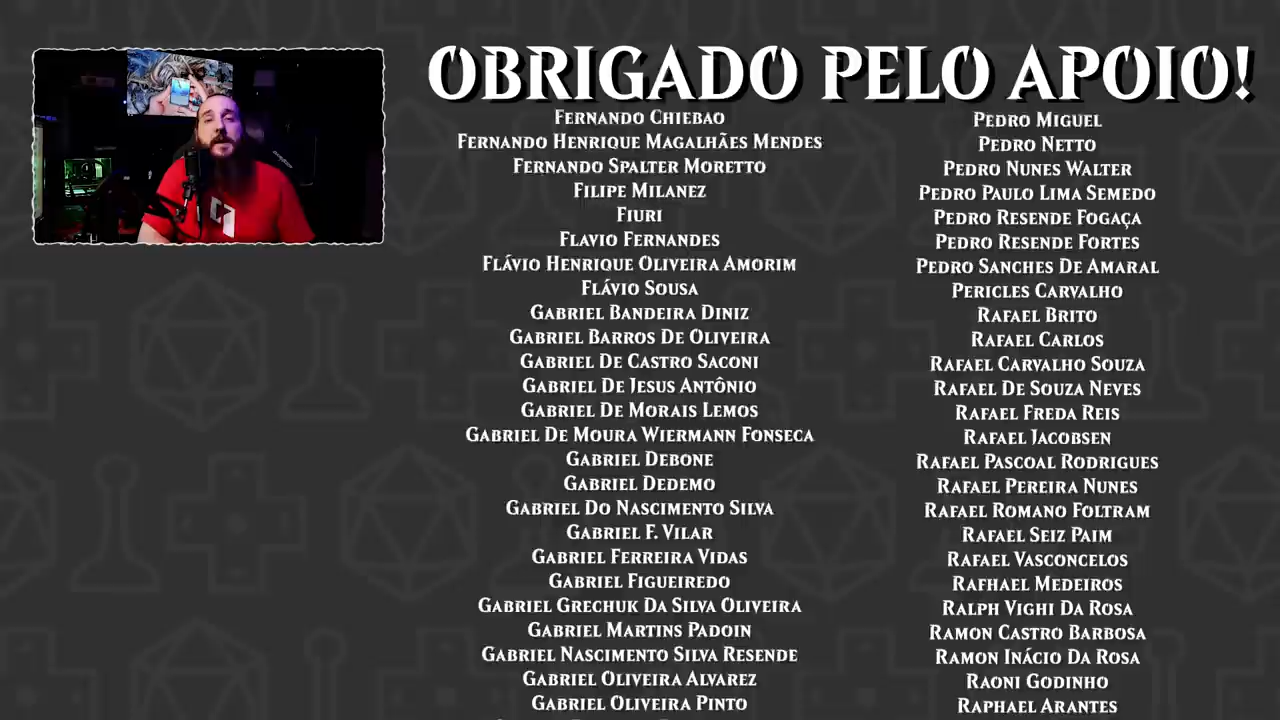 OBRIGADO PELO APOIO!
FERNANDO CHIEBAO
FERNANDO HENRIQUE MAGALHÃES MENDES
FERNANDO SPALTER MORETTO
FILIPE MILANEZ
FIURI
FLAVIO FERNANDES
FLÁVIO HENRIQUE OLIVEIRA AMORIM
FLÁVIO SOUSA
GABRIEL BANDEIRA DINIZ
GABRIEL BARROS DE OLIVEIRA
GABRIEL DE CASTRO SACONI
GABRIEL DE JESUS ANTÔNIO
GABRIEL DE MORAIS LEMOS
GABRIEL DE MOURA WIERMANN FONSECA
GABRIEL DEBONE
GABRIEL DEDEMO
GABRIEL DO NASCIMENTO SILVA
GABRIEL F. VILAR
GABRIEL FERREIRA VIDAS
GABRIEL FIGUEIREDO
GABRIEL GRECHUK DA SILVA OLIVEIRA
GABRIEL MARTINS PADOIN
GABRIEL NASCIMENTO SILVA RESENDE
GABRIEL OLIVEIRA ALVAREZ
GABRIEL OLIVEIRA PINTO
PEDRO MIGUEL
PEDRO NETTO
PEDRO NUNES WALTER
PEDRO PAULO LIMA SEMEDO
PEDRO RESENDE FOGAÇA
PEDRO RESENDE FORTES
PEDRO SANCHES DE AMARAL
PERICLES CARVALHO
RAFAEL BRITO
RAFAEL CARLOS
RAFAEL CARVALHO SOUZA
RAFAEL DE SOUZA NEVES
RAFAEL FREDA REIS
RAFAEL JACOBSEN
RAFAEL PASCOAL RODRIGUES
RAFAEL PEREIRA NUNES
RAFAEL ROMANO FOLTRAM
RAFAEL SEIZ PAIM
RAFAEL VASCONCELOS
RAFHAEL MEDEIROS
RALPH VIGHI DA ROSA
RAMON CASTRO BARBOSA
RAMON INÁCIO DA ROSA
RAONI GODINHO
RAPHAEL ARANTES